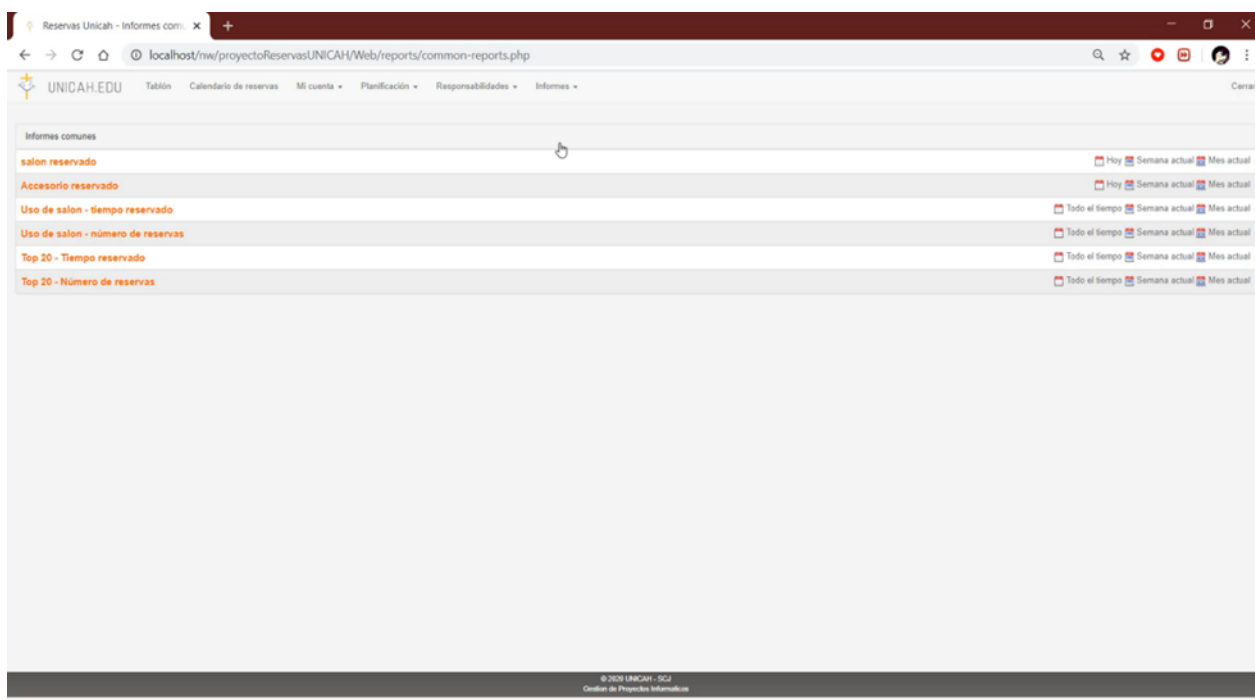 Reservas Unicah - Informes com
localhost/nw/proyectoReservasUNICAH/Web/reports/common-reports.php
UNICAH.EDU Tablón Calendario de reservas Mi cuenta Planificación Responsabilidades Informes Cerrar
Informes comunes
salon reservado Hoy Semana actual Mes actual
Accesorio reservado Hoy Semana actual Mes actual
Uso de salon - tiempo reservado Todo el tiempo Semana actual Mes actual
Uso de salon - número de reservas Todo el tiempo Semana actual Mes actual
Top 20 - Tiempo reservado Todo el tiempo Semana actual Mes actual
Top 20 - Número de reservas Todo el tiempo Semana actual Mes actual
© 2020 UNICAH - SCJ
Gestion de Proyectos Informaticos